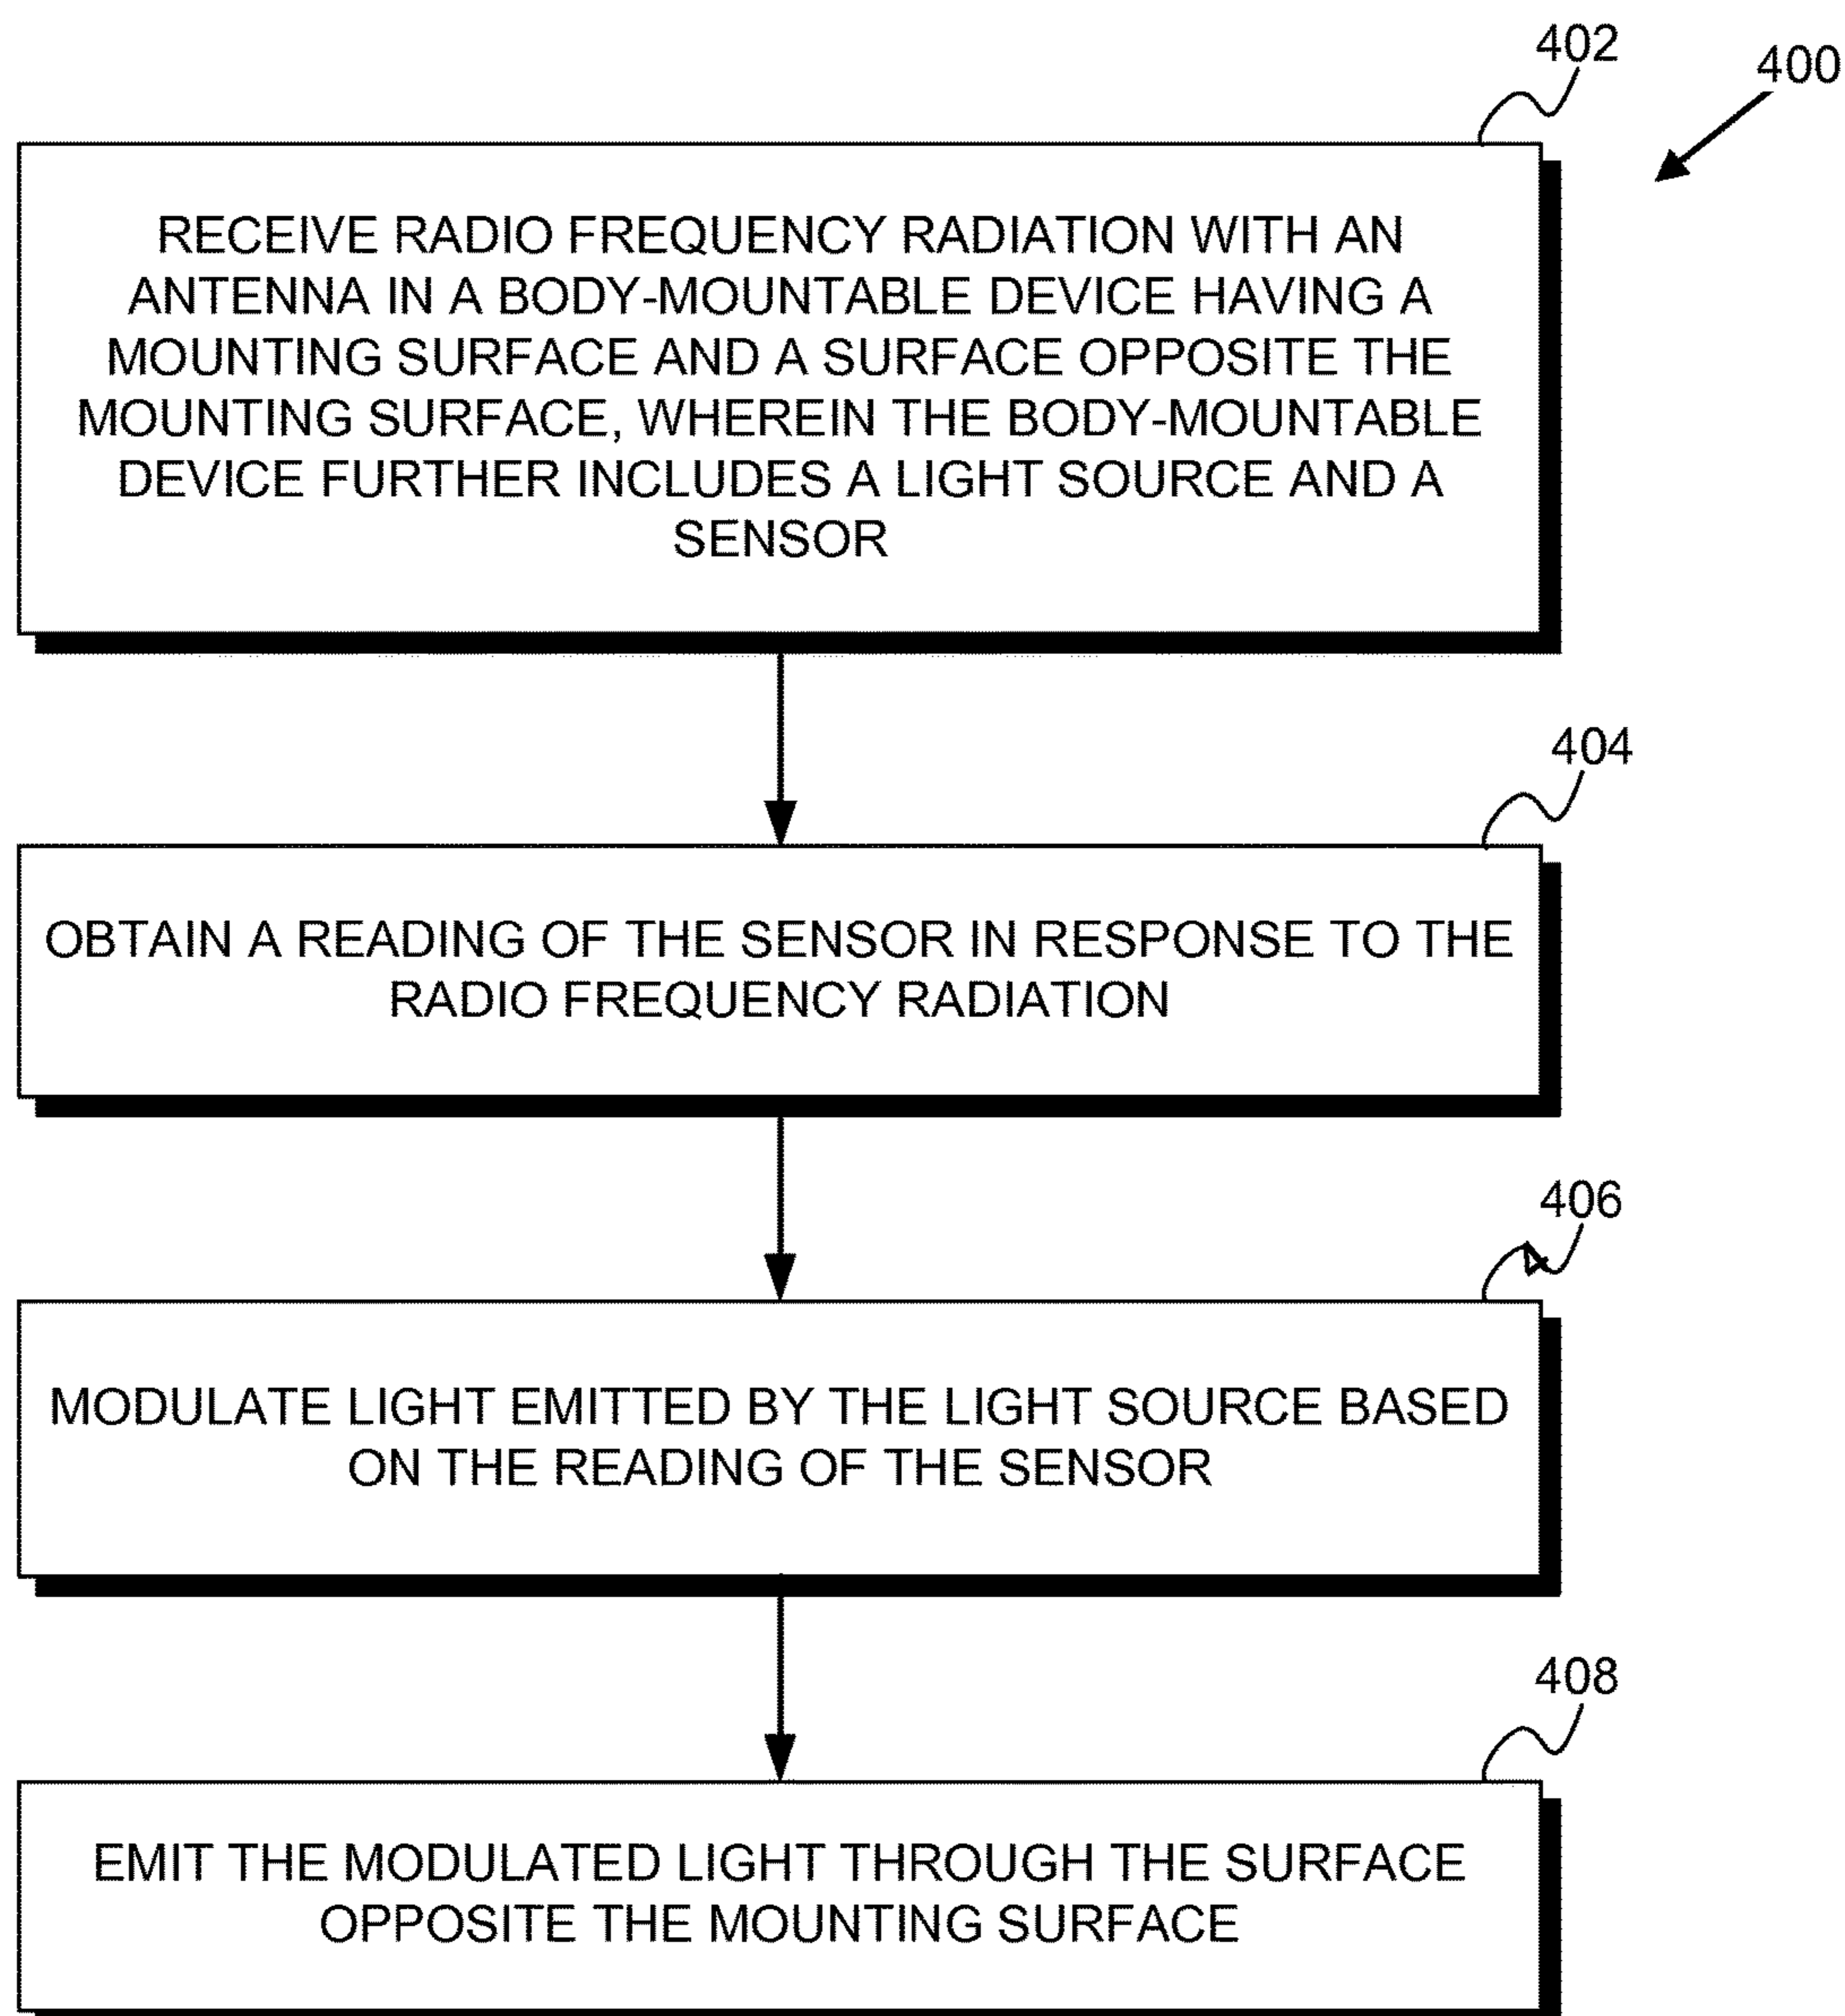 402
400
RECEIVE RADIO FREQUENCY RADIATION WITH AN
ANTENNA IN A BODY-MOUNTABLE DEVICE HAVING A
MOUNTING SURFACE AND A SURFACE OPPOSITE THE
MOUNTING SURFACE, WHEREIN THE BODY-MOUNTABLE
DEVICE FURTHER INCLUDES A LIGHT SOURCE AND A
SENSOR
404
OBTAIN A READING OF THE SENSOR IN RESPONSE TO THE
RADIO FREQUENCY RADIATION
406
MODULATE LIGHT EMITTED BY THE LIGHT SOURCE BASED
ON THE READING OF THE SENSOR
408
EMIT THE MODULATED LIGHT THROUGH THE SURFACE
OPPOSITE THE MOUNTING SURFACE